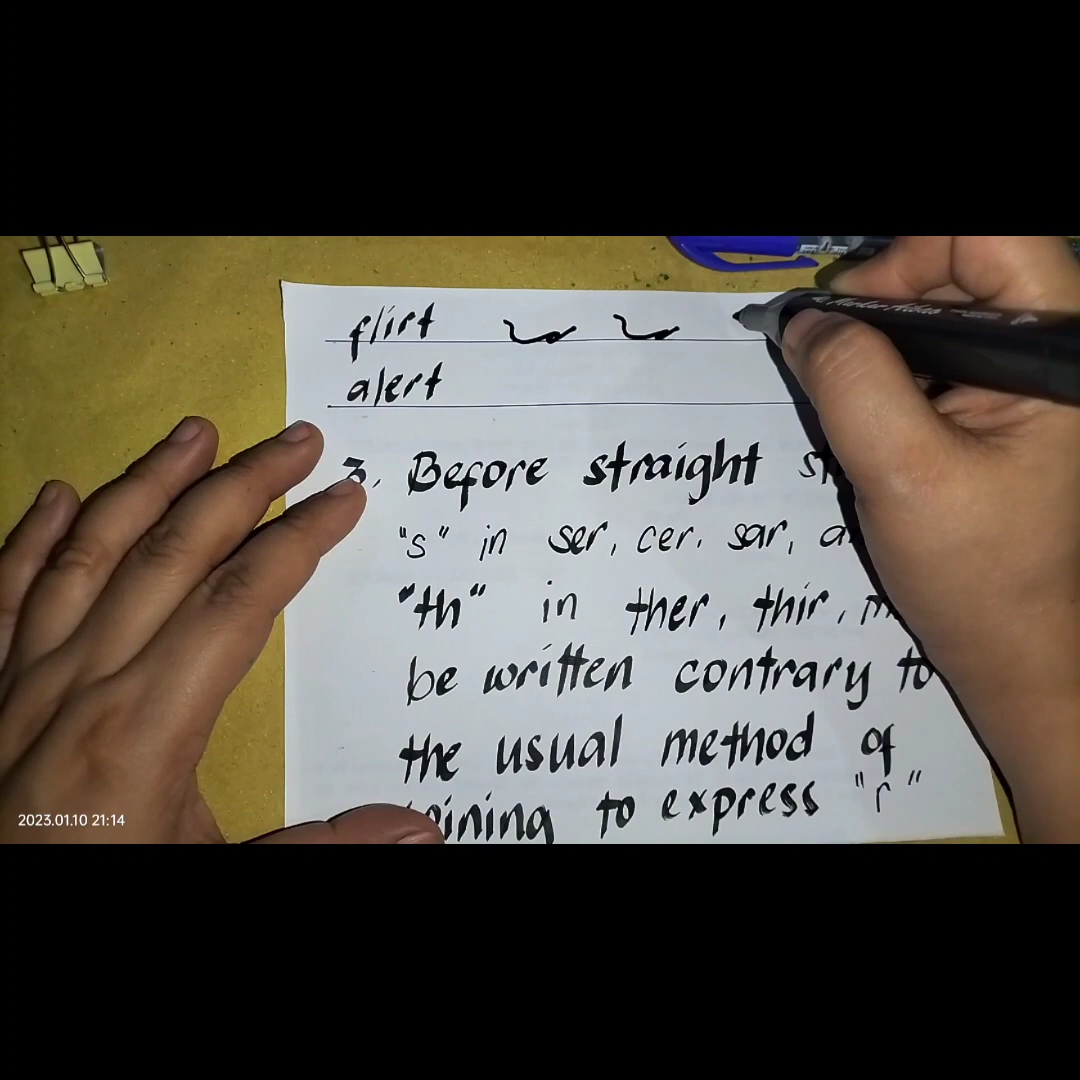 flirt
alert
3. Before straight
"s" in ser, cer, sar,
"th" in ther, thir,
be written contrary to
the usual method of
joining to express "r"
2023.01.10 21:14